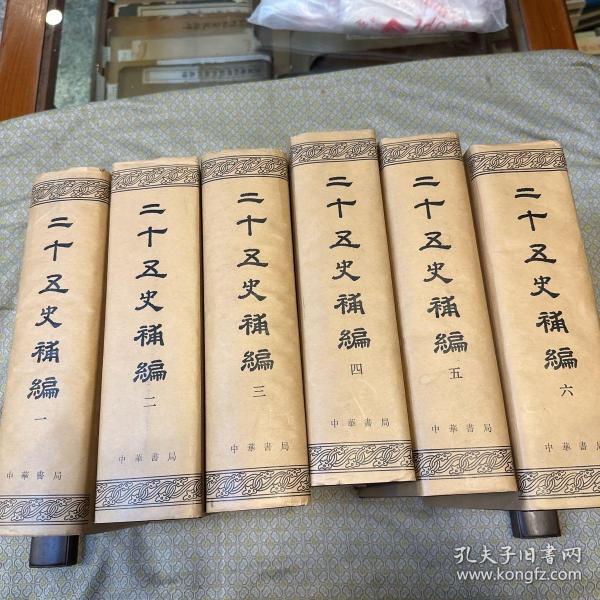 二十五史補編 一
中華書局
二十五史補編 二
中華書局
二十五史補編 三
中華書局
二十五史補編 四
中華書局
二十五史補編 五
中華書局
二十五史補編 六
中華書局
孔夫子旧书网
www.kongfz.com